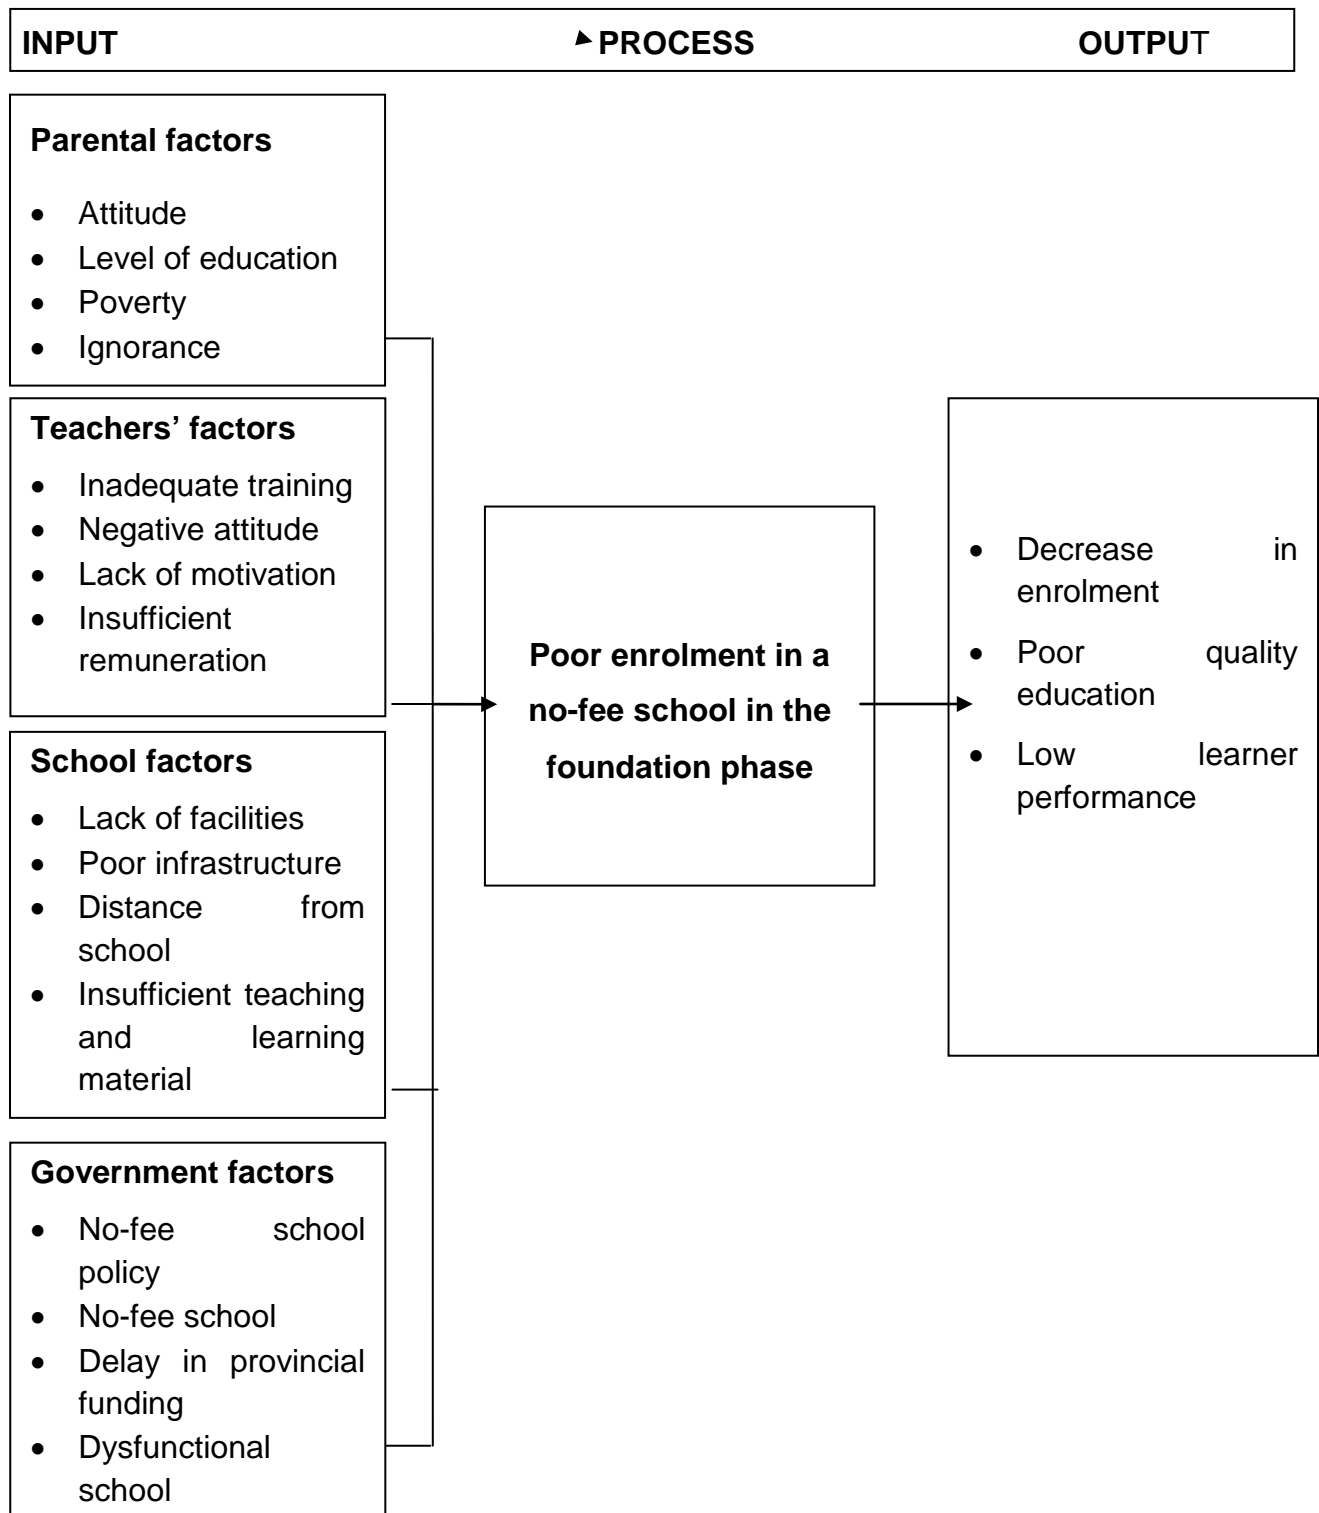 INPUT PROCESS OUTPUT
Parental factors
• Attitude
• Level of education
• Poverty
• Ignorance
Teachers’ factors
• Inadequate training
• Negative attitude
• Lack of motivation
• Insufficient
remuneration
School factors
• Lack of facilities
• Poor infrastructure
• Distance from
school
• Insufficient teaching
and learning
material
Government factors
• No-fee school
policy
• No-fee school
• Delay in provincial
funding
• Dysfunctional
school
Poor enrolment in a
no-fee school in the
foundation phase
• Decrease in
enrolment
• Poor quality
education
• Low learner
performance